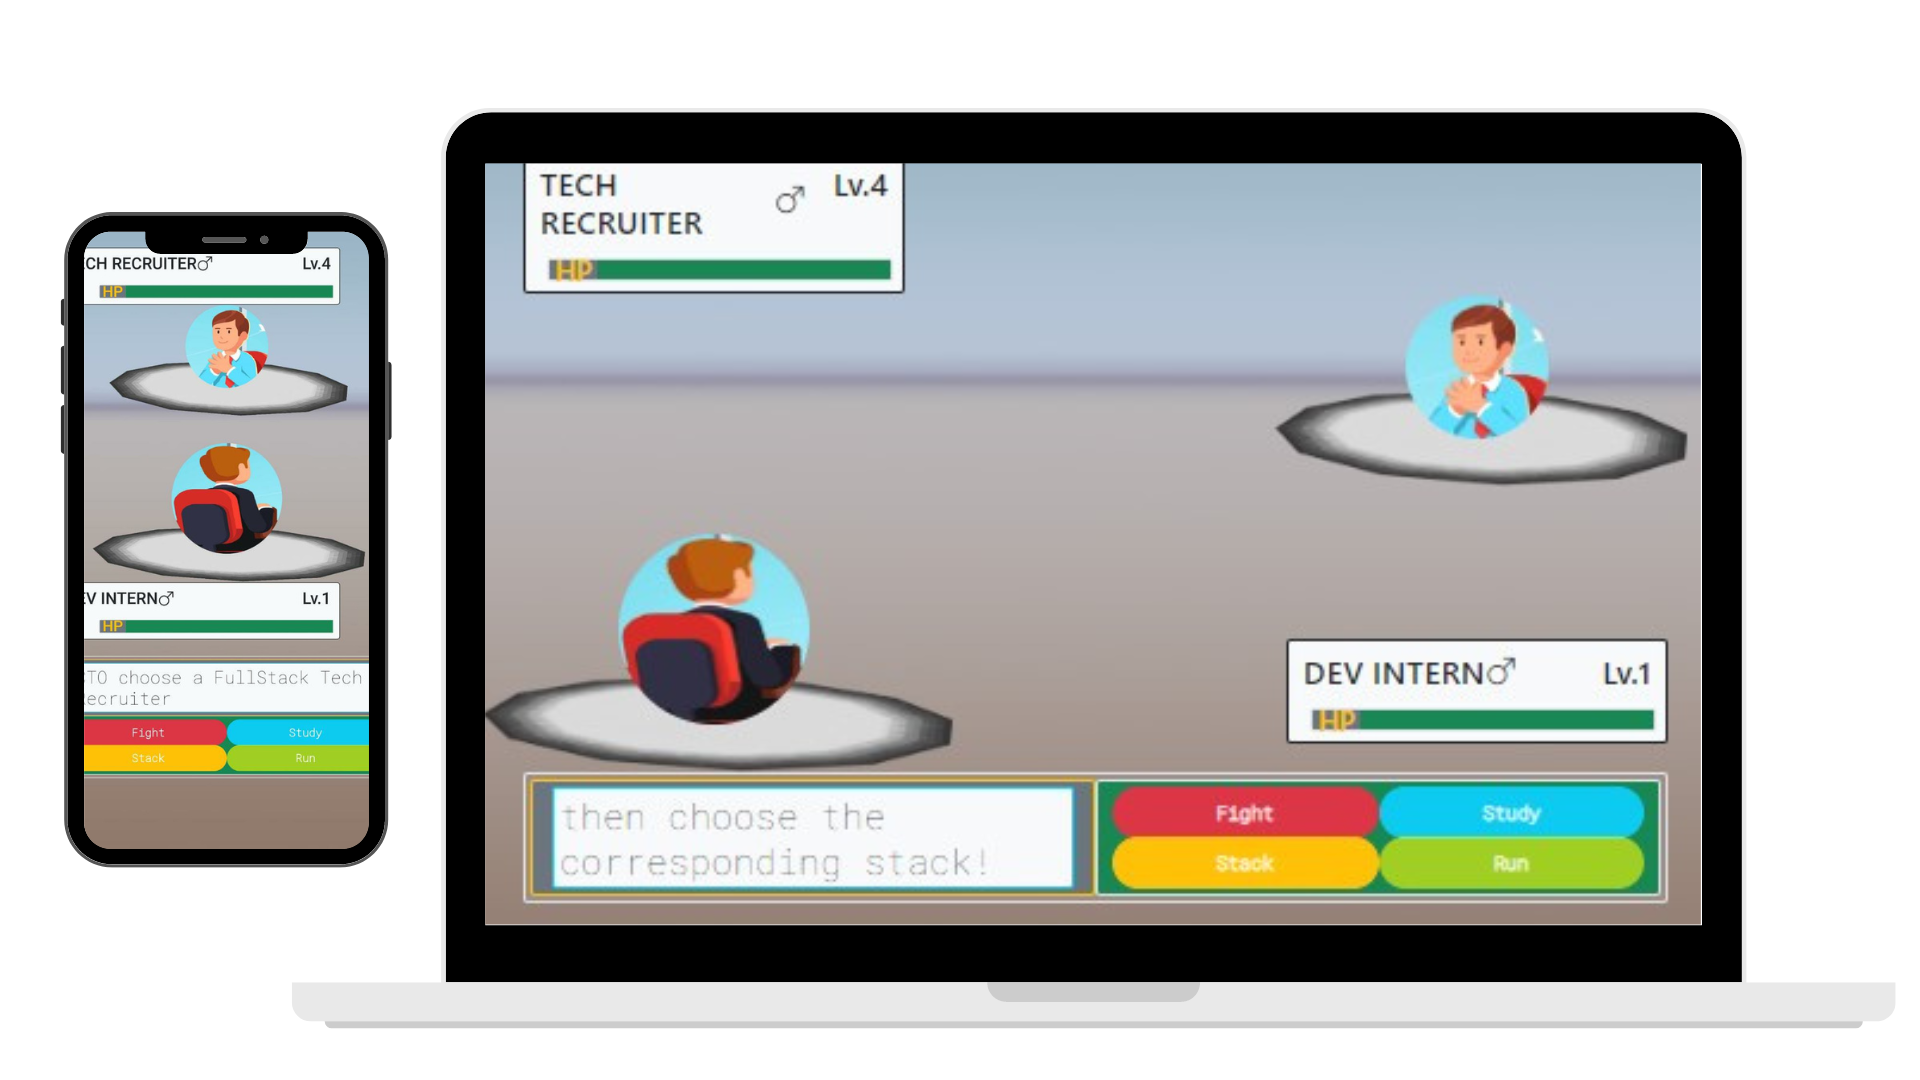 CH RECRUITER♂ Lv.4
HP
V INTERN♂ Lv.1
HP
TO choose a FullStack Tech
ecruiter
Fight Study
Stack Run
TECH
RECRUITER ♂ Lv.4
HP
DEV INTERN♂ Lv.1
HP
then choose the
corresponding stack!
Fight Study
Stack Run